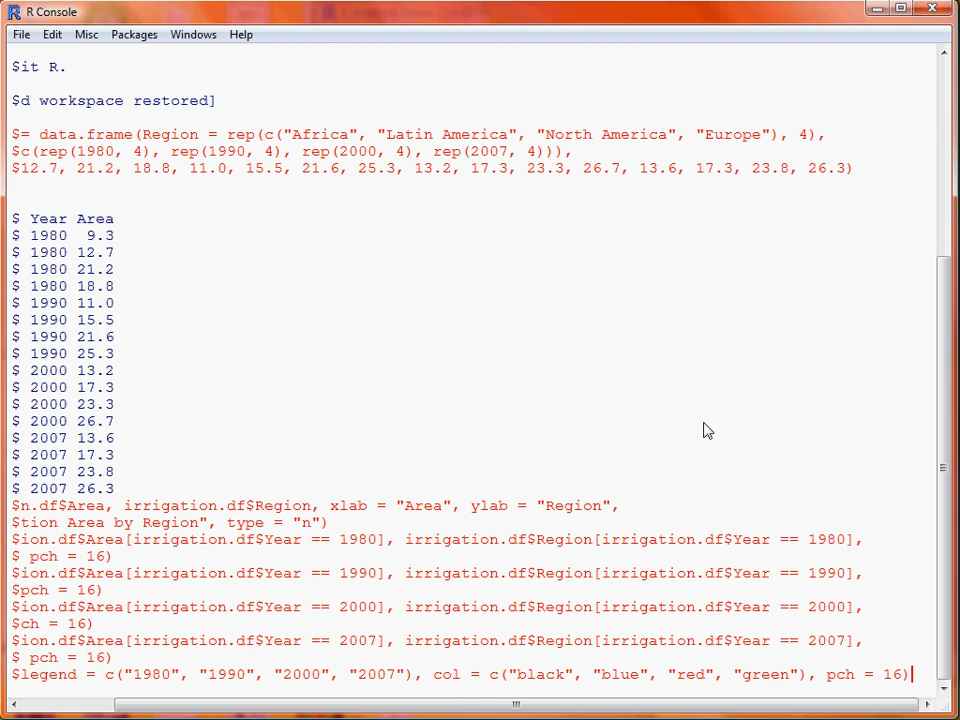 R Console
File Edit Misc Packages Windows Help
$it R.
$d workspace restored]
$= data.frame(Region = rep(c("Africa", "Latin America", "North America", "Europe"), 4),
$c(rep(1980, 4), rep(1990, 4), rep(2000, 4), rep(2007, 4))),
$12.7, 21.2, 18.8, 11.0, 15.5, 21.6, 25.3, 13.2, 17.3, 23.3, 26.7, 13.6, 17.3, 23.8, 26.3)
$ Year Area
$ 1980  9.3
$ 1980 12.7
$ 1980 21.2
$ 1980 18.8
$ 1990 11.0
$ 1990 15.5
$ 1990 21.6
$ 1990 25.3
$ 2000 13.2
$ 2000 17.3
$ 2000 23.3
$ 2000 26.7
$ 2007 13.6
$ 2007 17.3
$ 2007 23.8
$ 2007 26.3
$n.df$Area, irrigation.df$Region, xlab = "Area", ylab = "Region",
$tion Area by Region", type = "n")
$ion.df$Area[irrigation.df$Year == 1980], irrigation.df$Region[irrigation.df$Year == 1980],
$ pch = 16)
$ion.df$Area[irrigation.df$Year == 1990], irrigation.df$Region[irrigation.df$Year == 1990],
$pch = 16)
$ion.df$Area[irrigation.df$Year == 2000], irrigation.df$Region[irrigation.df$Year == 2000],
$ch = 16)
$ion.df$Area[irrigation.df$Year == 2007], irrigation.df$Region[irrigation.df$Year == 2007],
$ pch = 16)
$legend = c("1980", "1990", "2000", "2007"), col = c("black", "blue", "red", "green"), pch = 16)